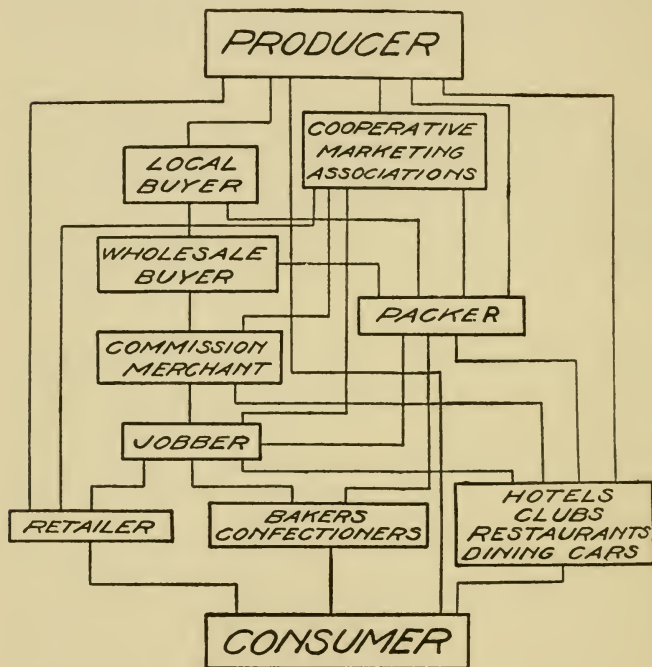 PRODUCER
COOPERATIVE
MARKETING
ASSOCIATIONS
LOCAL
BUYER
WHOLESALE
BUYER
PACKER
COMMISSION
MERCHANT
JOBBER
RETAILER
BAKERS
CONFECTIONERS
HOTELS
CLUBS
RESTAURANTS
DINING CARS
CONSUMER